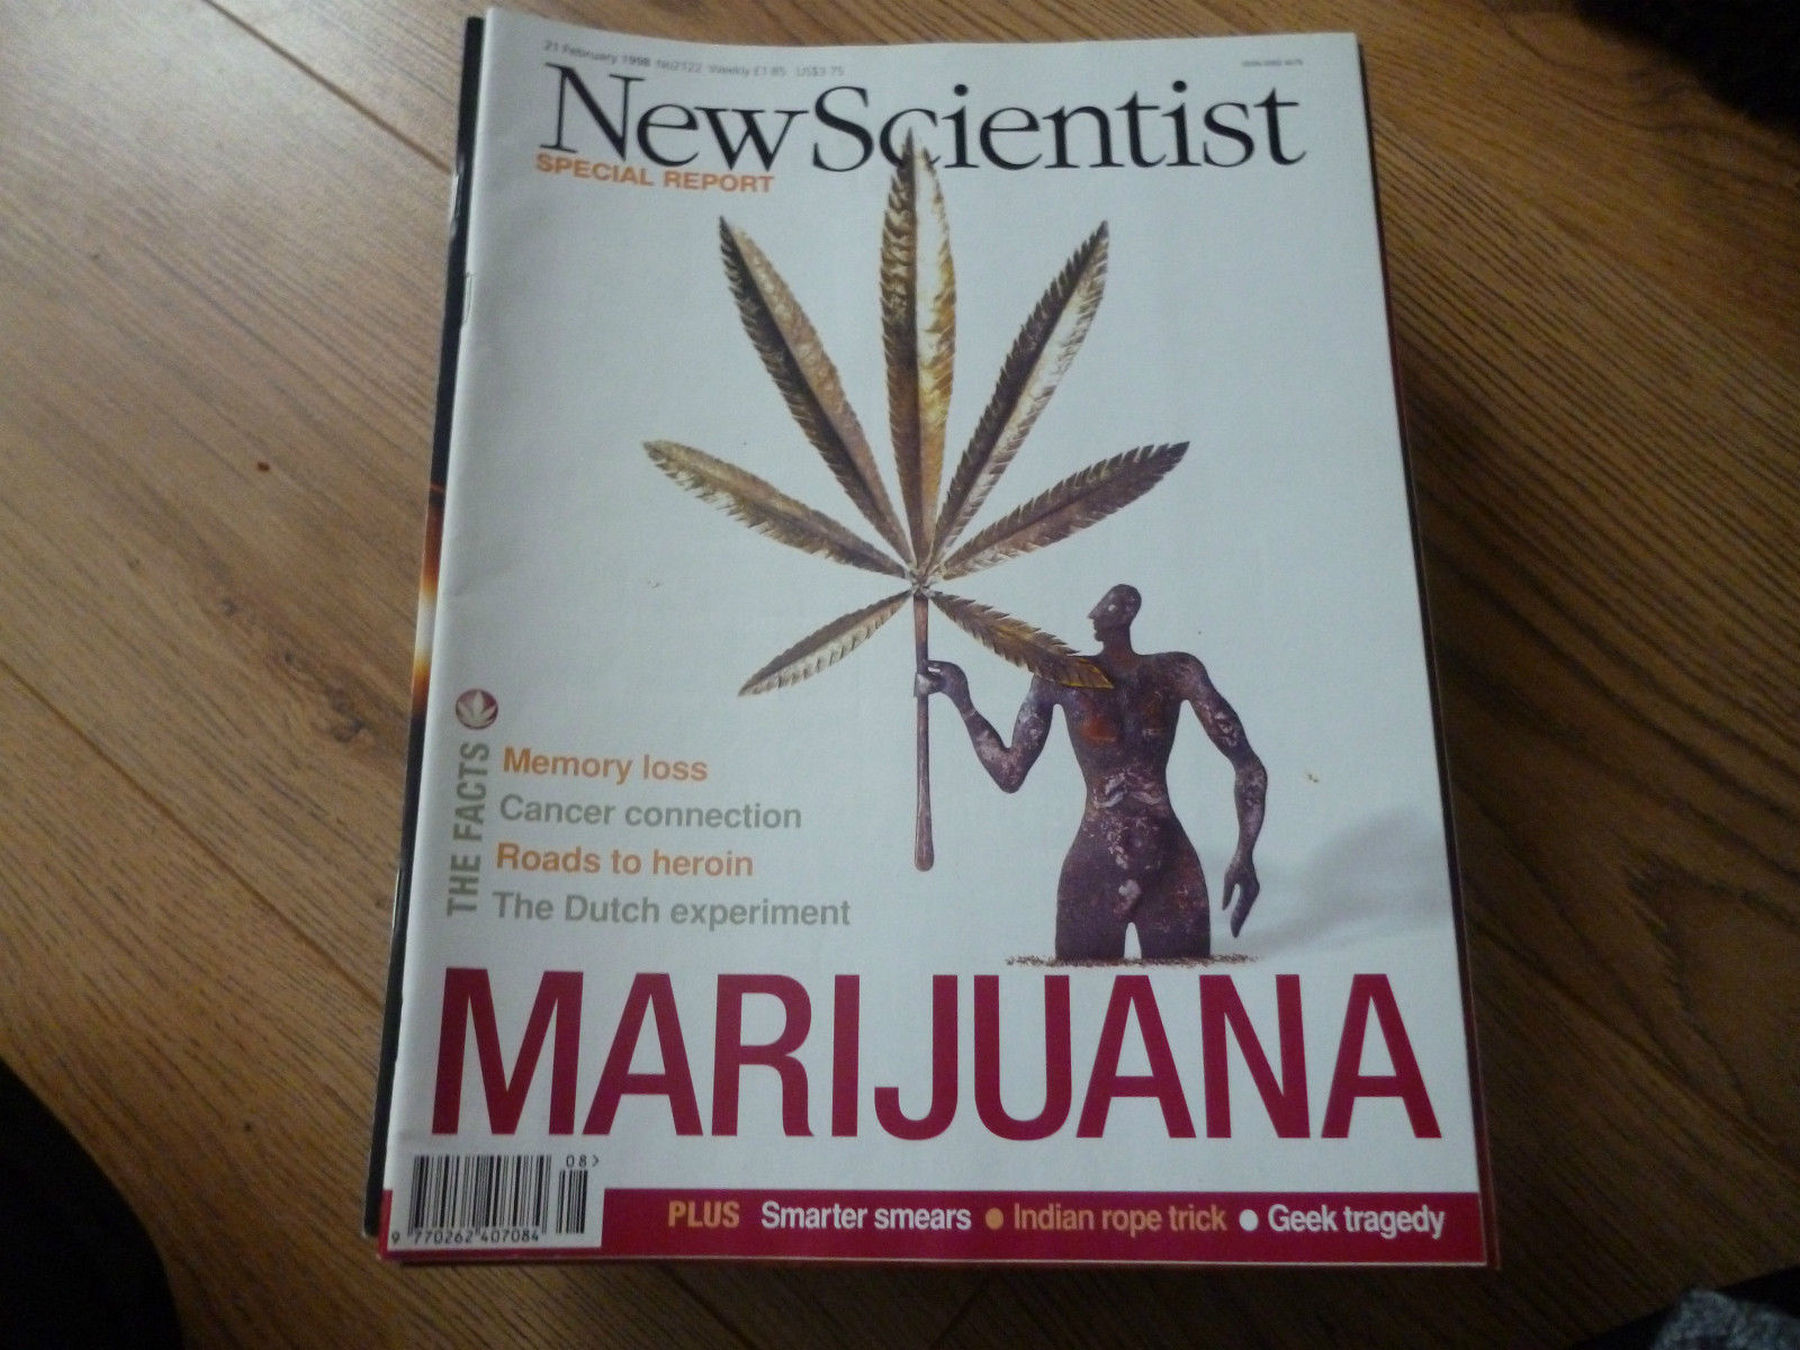 21 February 1998 No2122 Weekly £1.85 US$3.75
NewScientist
SPECIAL REPORT
THE FACTS
Memory loss
Cancer connection
Roads to heroin
The Dutch experiment
MARIJUANA
08>
9 770262 407084
PLUS Smarter smears ● Indian rope trick ● Geek tragedy